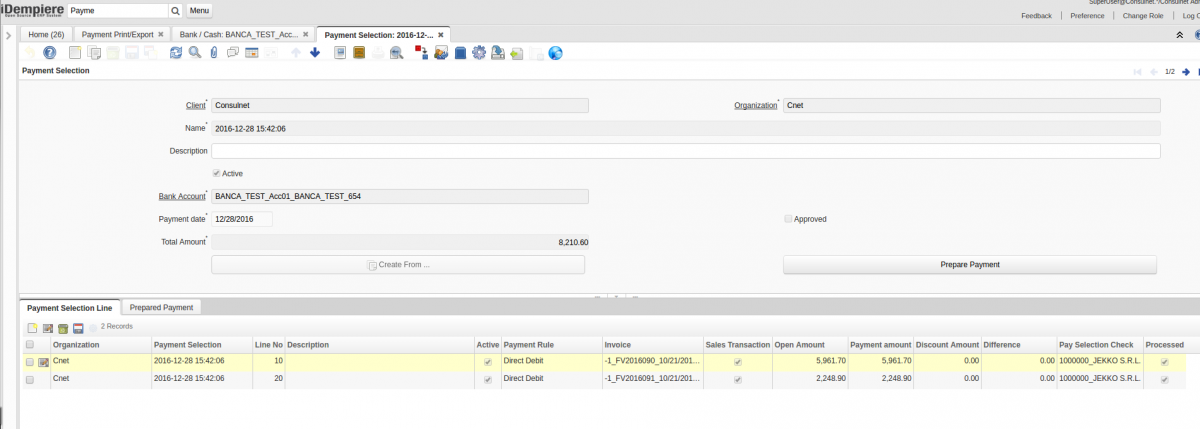 SuperUser@Consulnet.*/Consulnet Adm
iDempiere
Open Source ERP System
Payme
Menu
Feedback | Preference | Change Role | Log O
Home (26)
Payment Print/Export
Bank / Cash: BANCA_TEST_Acc...
Payment Selection: 2016-12-...
Payment Selection
1/2
Client* Consulnet
Organization* Cnet
Name* 2016-12-28 15:42:06
Description
Active
Bank Account* BANCA_TEST_Acc01_BANCA_TEST_654
Payment date* 12/28/2016
Approved
Total Amount* 8,210.60
Create From ...
Prepare Payment
Payment Selection Line
Prepared Payment
2 Records
Organization Payment Selection Line No Description Active Payment Rule Invoice Sales Transaction Open Amount Payment amount Discount Amount Difference Pay Selection Check Processed
Cnet 2016-12-28 15:42:06 10 Direct Debit -1_FV2016090_10/21/201... 5,961.70 5,961.70 0.00 0.00 1000000_JEKKO S.R.L.
Cnet 2016-12-28 15:42:06 20 Direct Debit -1_FV2016091_10/21/201... 2,248.90 2,248.90 0.00 0.00 1000000_JEKKO S.R.L.